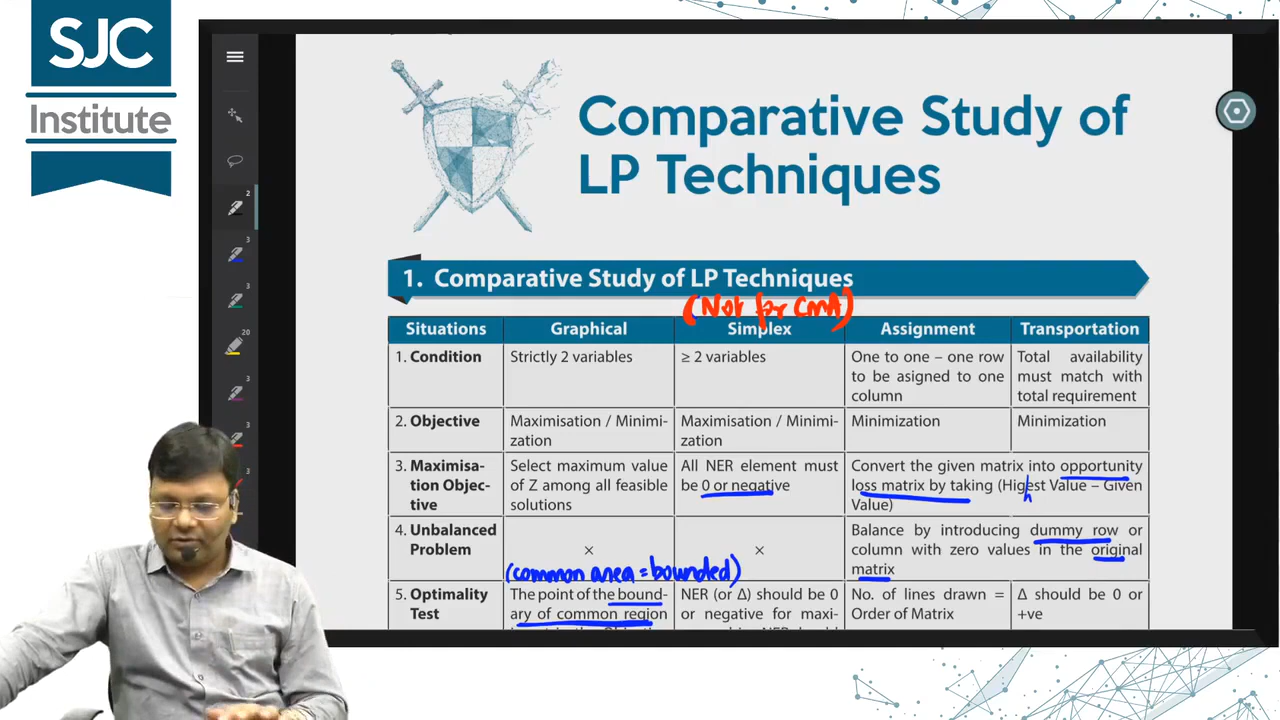 SJC
Institute
Comparative Study of
LP Techniques
1. Comparative Study of LP Techniques
(Not for CMA)
Situations Graphical Simplex Assignment Transportation
1. Condition
Strictly 2 variables
≥ 2 variables
One to one – one row
to be asigned to one
column
Total availability
must match with
total requirement
2. Objective
Maximisation / Minimi-
zation
Maximisation / Minimi-
zation
Minimization
Minimization
3. Maximisa-
tion Objec-
tive
Select maximum value
of Z among all feasible
solutions
All NER element must
be 0 or negative
Convert the given matrix into opportunity
loss matrix by taking (Highest Value – Given
Value)
h
4. Unbalanced
Problem
×
×
Balance by introducing dummy row or
column with zero values in the original
matrix
(common area = bounded)
5. Optimality
Test
The point of the bound-
ary of common region
NER (or Δ) should be 0
or negative for maxi-
No. of lines drawn =
Order of Matrix
Δ should be 0 or
+ve
2
3
3
20
3
3